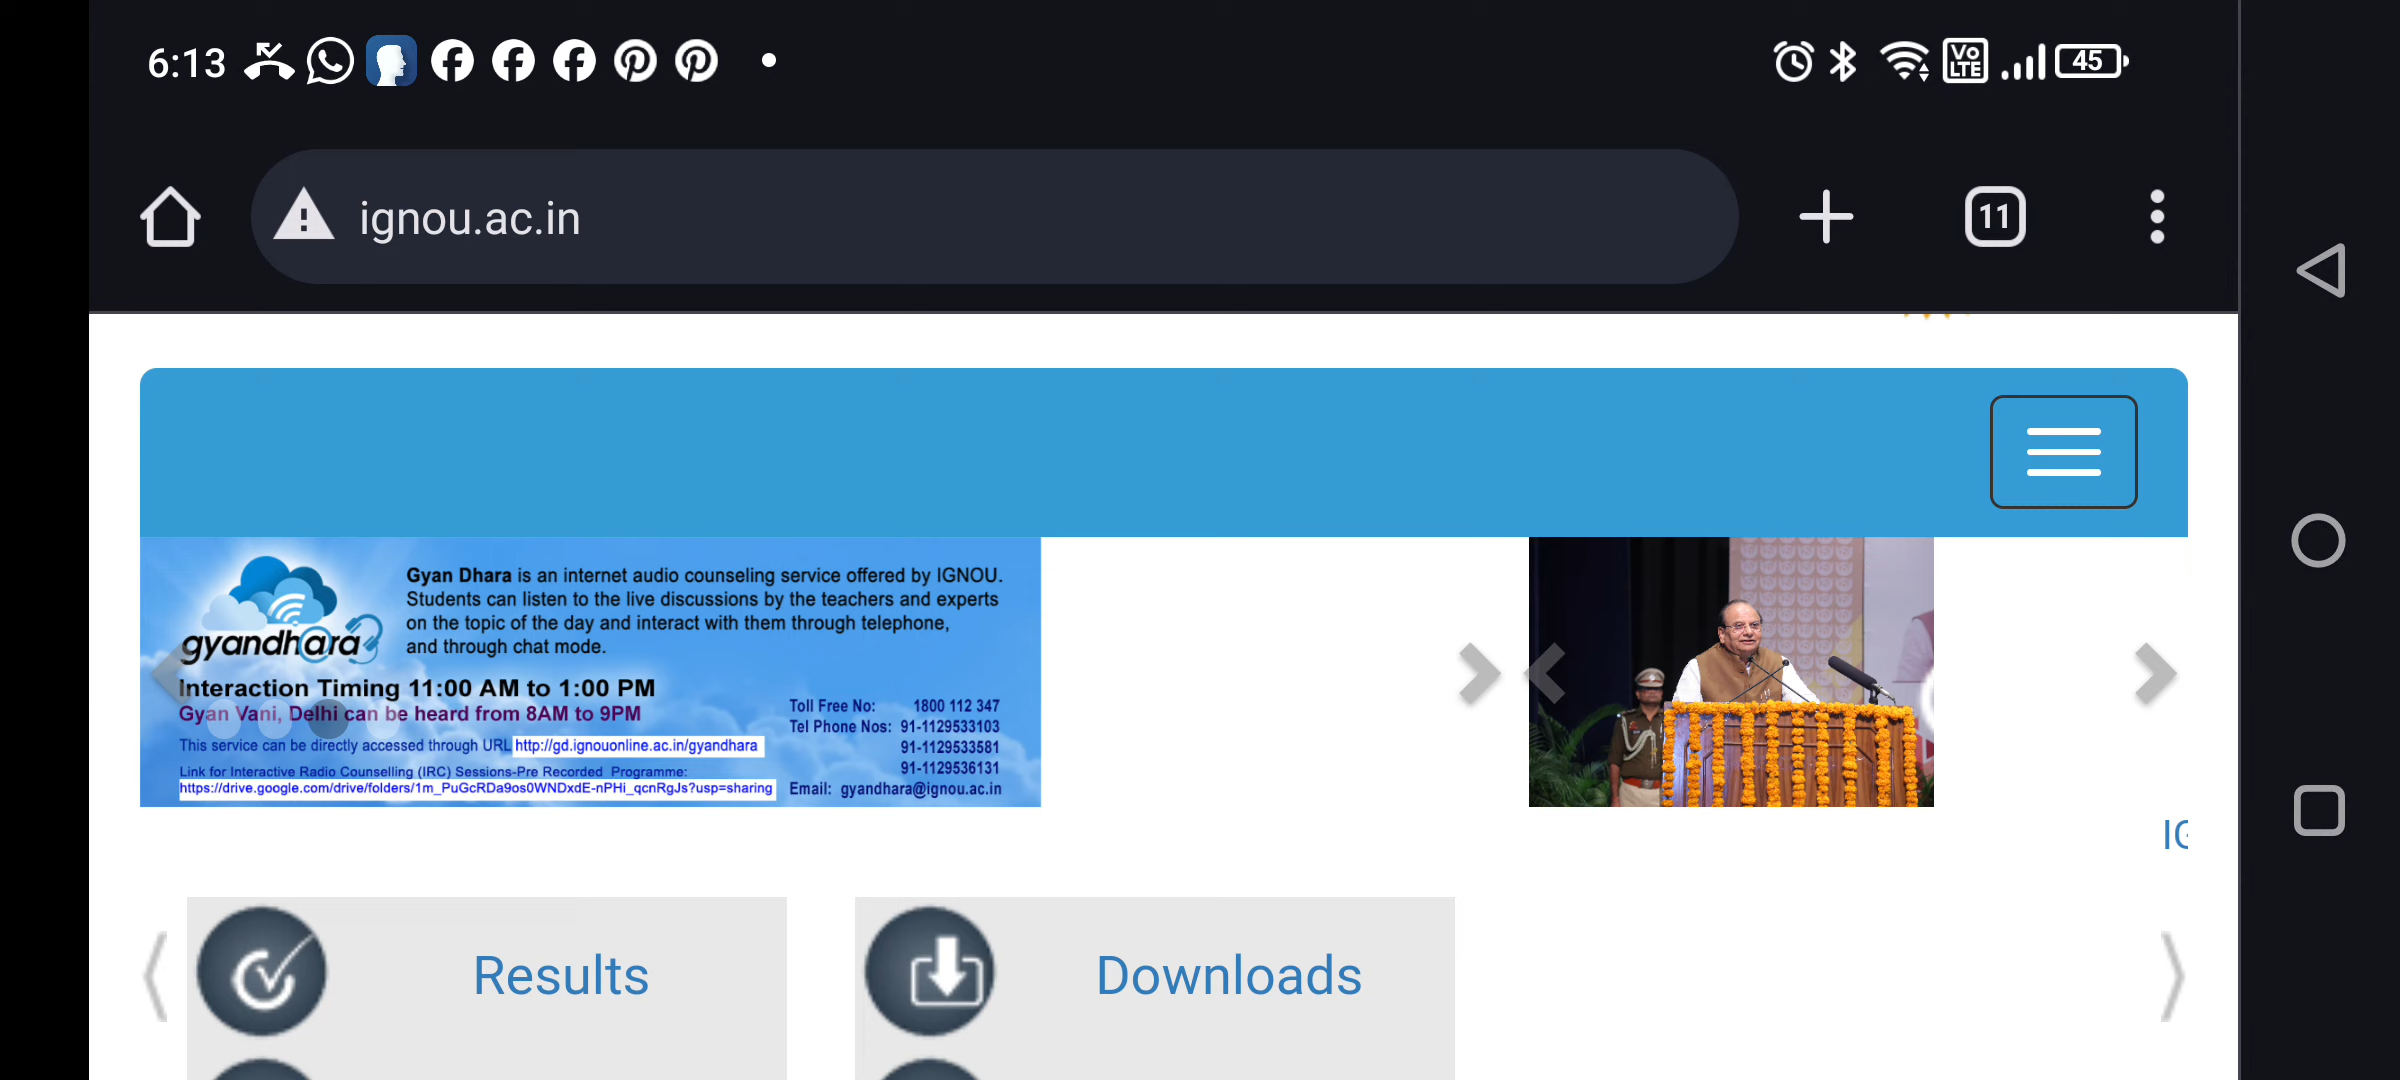 6:13
Vo
LTE
45
ignou.ac.in
11
Gyan Dhara is an internet audio counseling service offered by IGNOU.
Students can listen to the live discussions by the teachers and experts
on the topic of the day and interact with them through telephone,
and through chat mode.
gyandhara
Interaction Timing 11:00 AM to 1:00 PM
Gyan Vani, Delhi can be heard from 8AM to 9PM
This service can be directly accessed through URL http://gd.ignouonline.ac.in/gyandhara
Link for Interactive Radio Counselling (IRC) Sessions-Pre Recorded Programme:
https://drive.google.com/drive/folders/1m_PuGcRDa9os0WNDxdE-nPHi_qcnRgJs?usp=sharing
Toll Free No: 1800 112 347
Tel Phone Nos: 91-1129533103
91-1129533581
91-1129536131
Email: gyandhara@ignou.ac.in
Results
Downloads